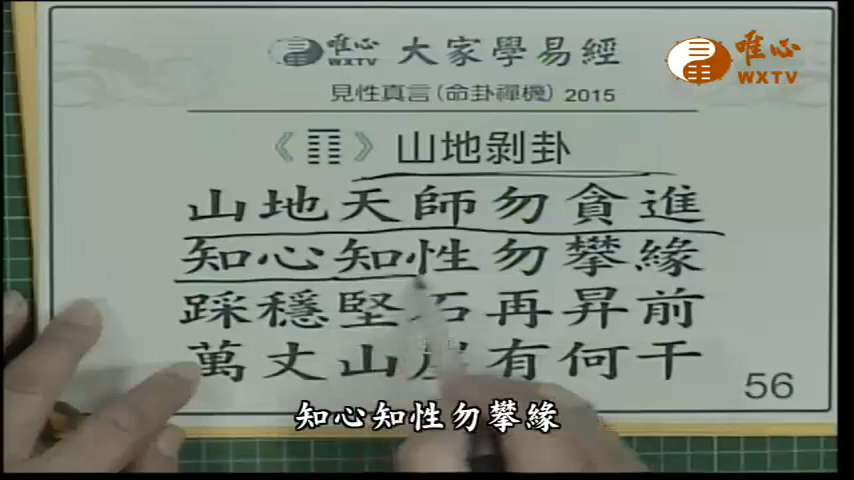 唯心 大家學易經 唯心
WXTV WXTV
見性真言(命卦禪機) 2015
《䷖》山地剝卦
山地天師勿貪進
知心知性勿攀緣
踩穩堅石再昇前
萬丈山崖有何干
56
知心知性勿攀緣